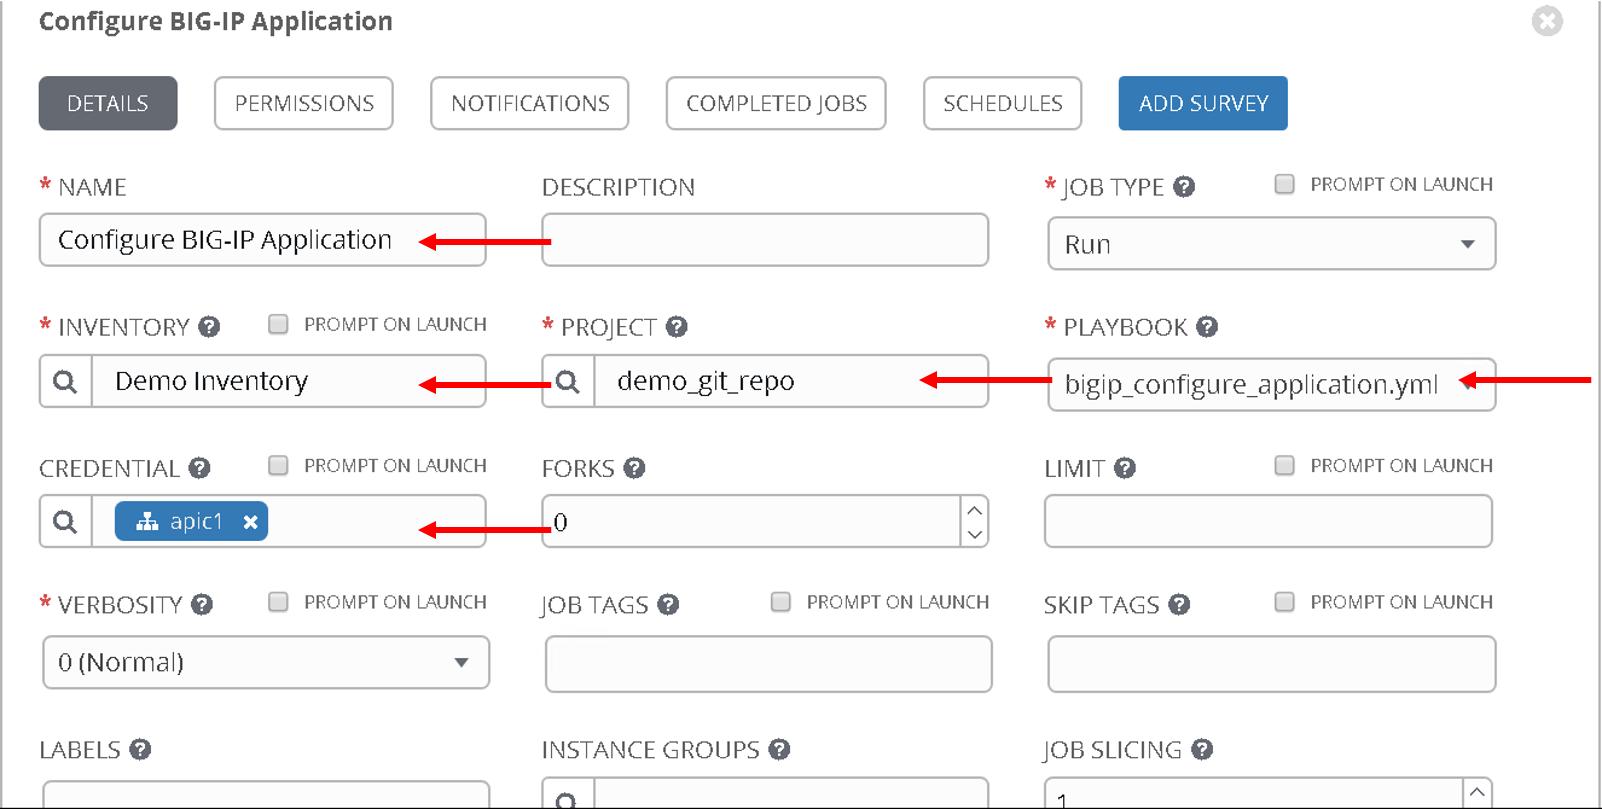 Configure BIG-IP Application
DETAILS PERMISSIONS NOTIFICATIONS COMPLETED JOBS SCHEDULES ADD SURVEY
* NAME DESCRIPTION * JOB TYPE ? PROMPT ON LAUNCH
Configure BIG-IP Application Run
* INVENTORY ? PROMPT ON LAUNCH * PROJECT ? * PLAYBOOK ?
Demo Inventory demo_git_repo bigip_configure_application.yml
CREDENTIAL ? PROMPT ON LAUNCH FORKS ? LIMIT ? PROMPT ON LAUNCH
apic1 0
* VERBOSITY ? PROMPT ON LAUNCH JOB TAGS ? PROMPT ON LAUNCH SKIP TAGS ? PROMPT ON LAUNCH
0 (Normal)
LABELS ? INSTANCE GROUPS ? JOB SLICING ?
1